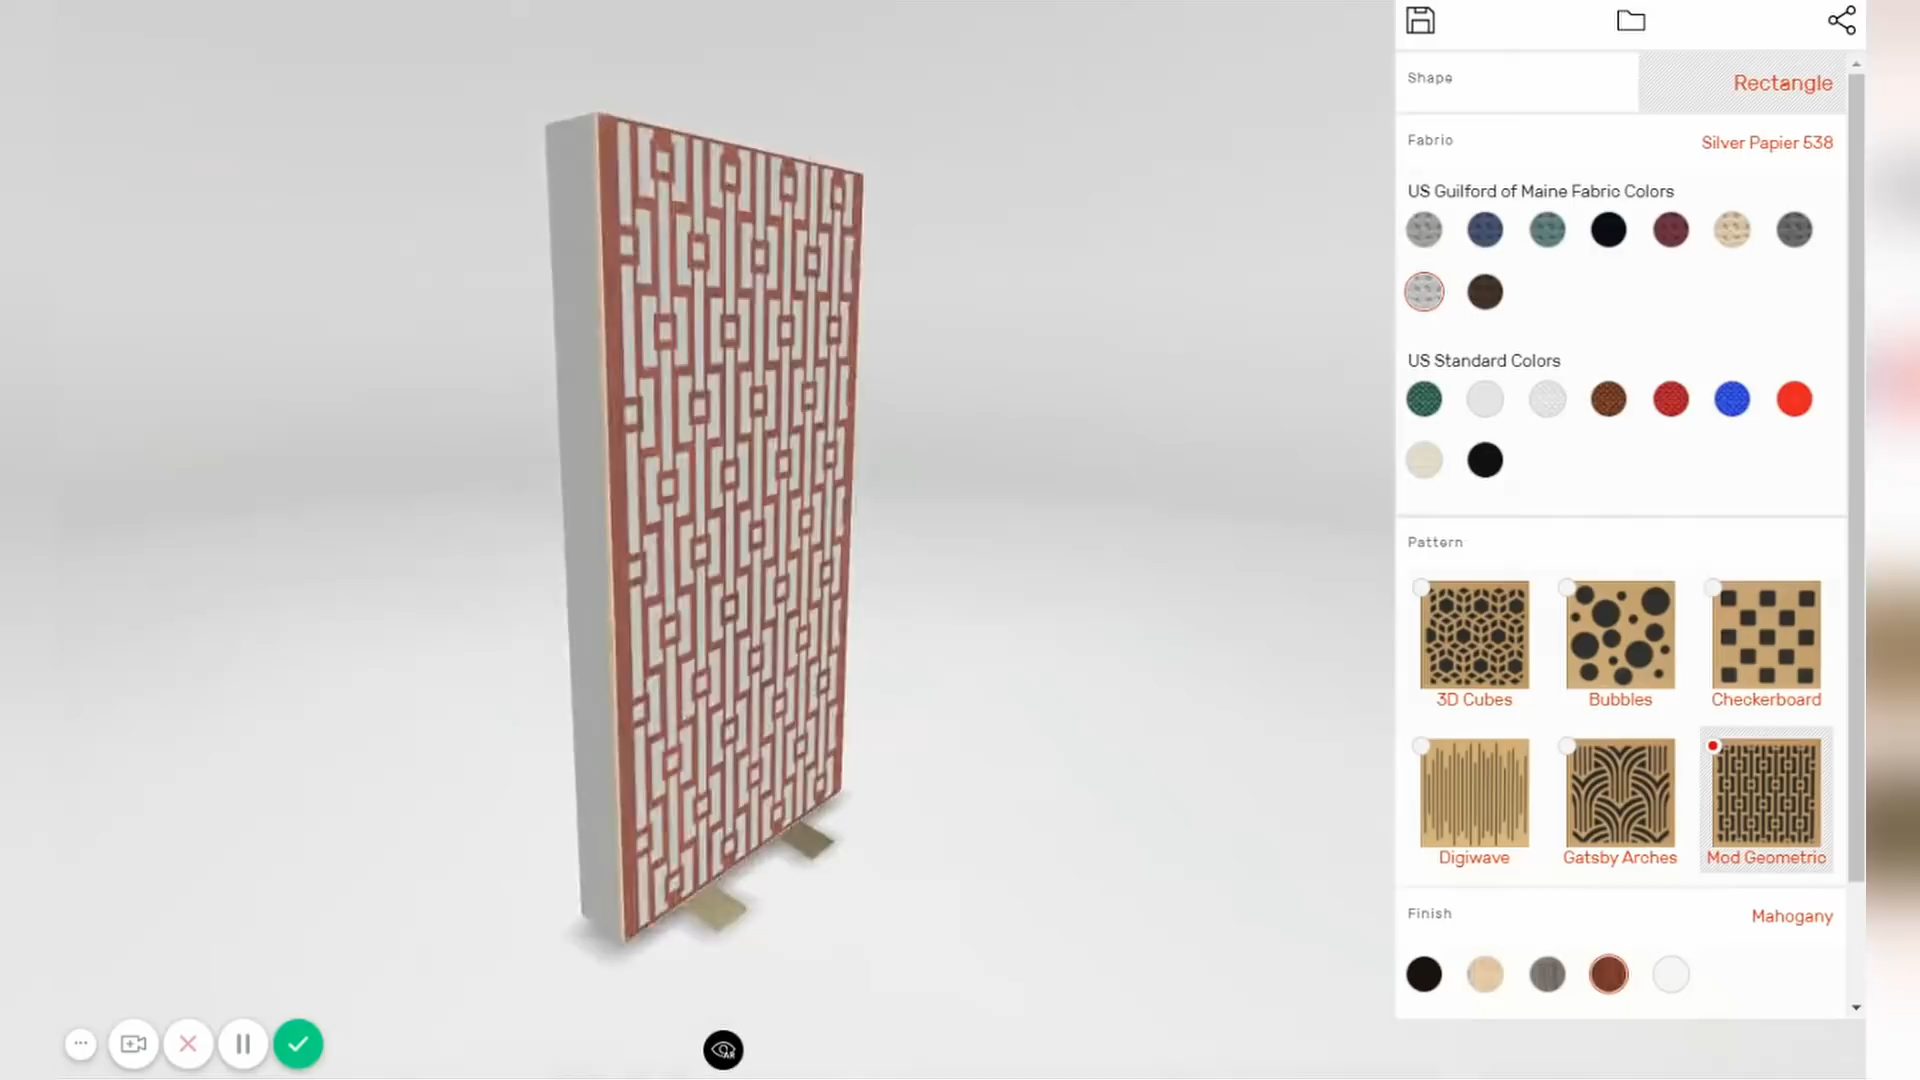 Shape
Rectangle
Fabric
Silver Papier 538
US Guilford of Maine Fabric Colors
US Standard Colors
Pattern
3D Cubes
Bubbles
Checkerboard
Digiwave
Gatsby Arches
Mod Geometric
Finish
Mahogany
AR